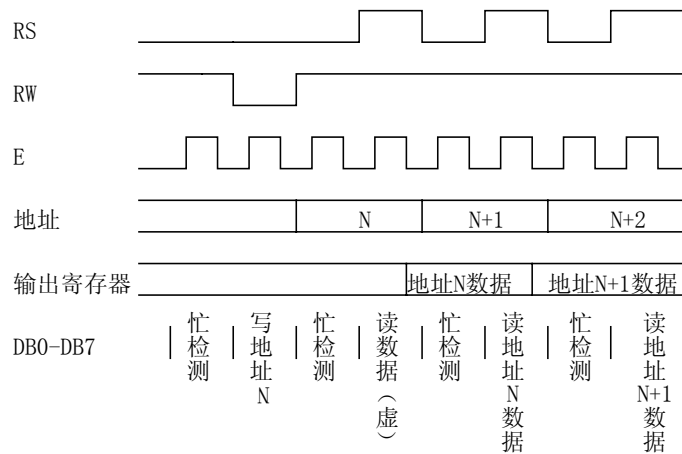 RS
RW
E
地址 N N+1 N+2
输出寄存器 地址N数据 地址N+1数据
DB0-DB7 忙检测 写地址N 忙检测 读数据(虚) 忙检测 读地址N数据 忙检测 读地址N+1数据